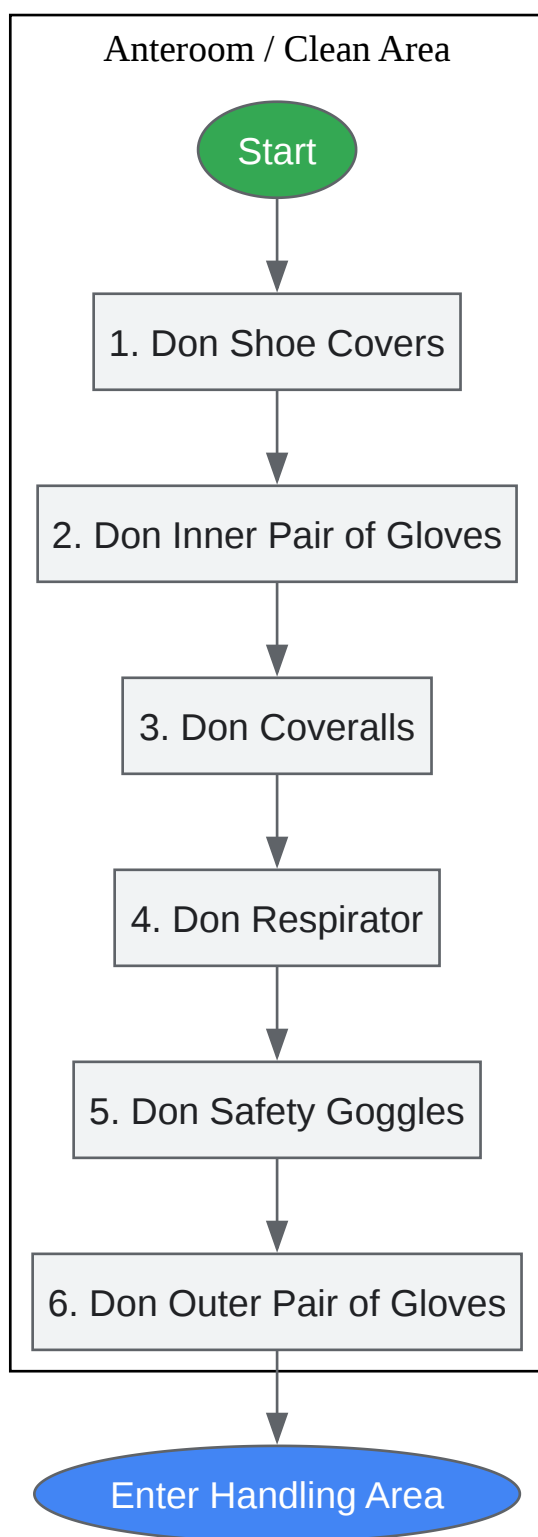 Anteroom / Clean Area
Start
1. Don Shoe Covers
2. Don Inner Pair of Gloves
3. Don Coveralls
4. Don Respirator
5. Don Safety Goggles
6. Don Outer Pair of Gloves
Enter Handling Area